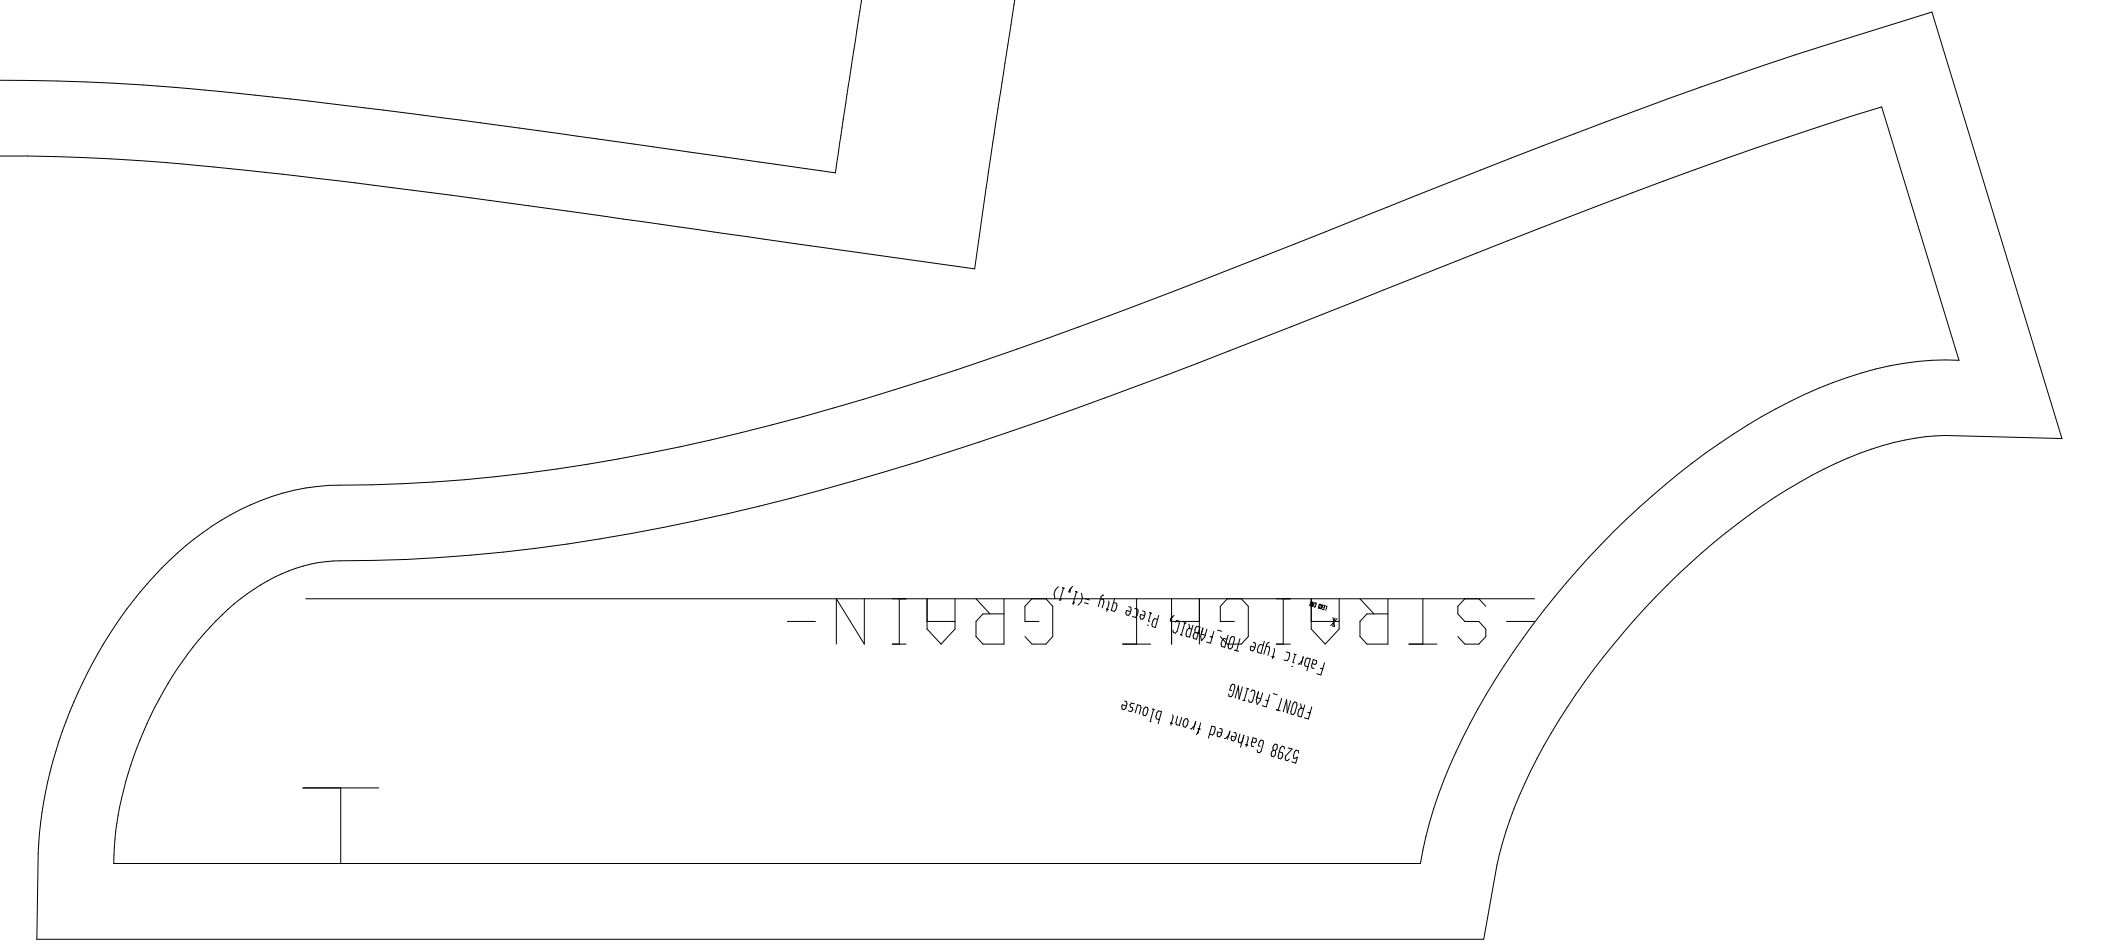 -STRAIGHT GRAIN-
5298 Gathered front blouse
FRONT_FACING
Fabric type TOP_FABRIC, Piece qty =(1,1)